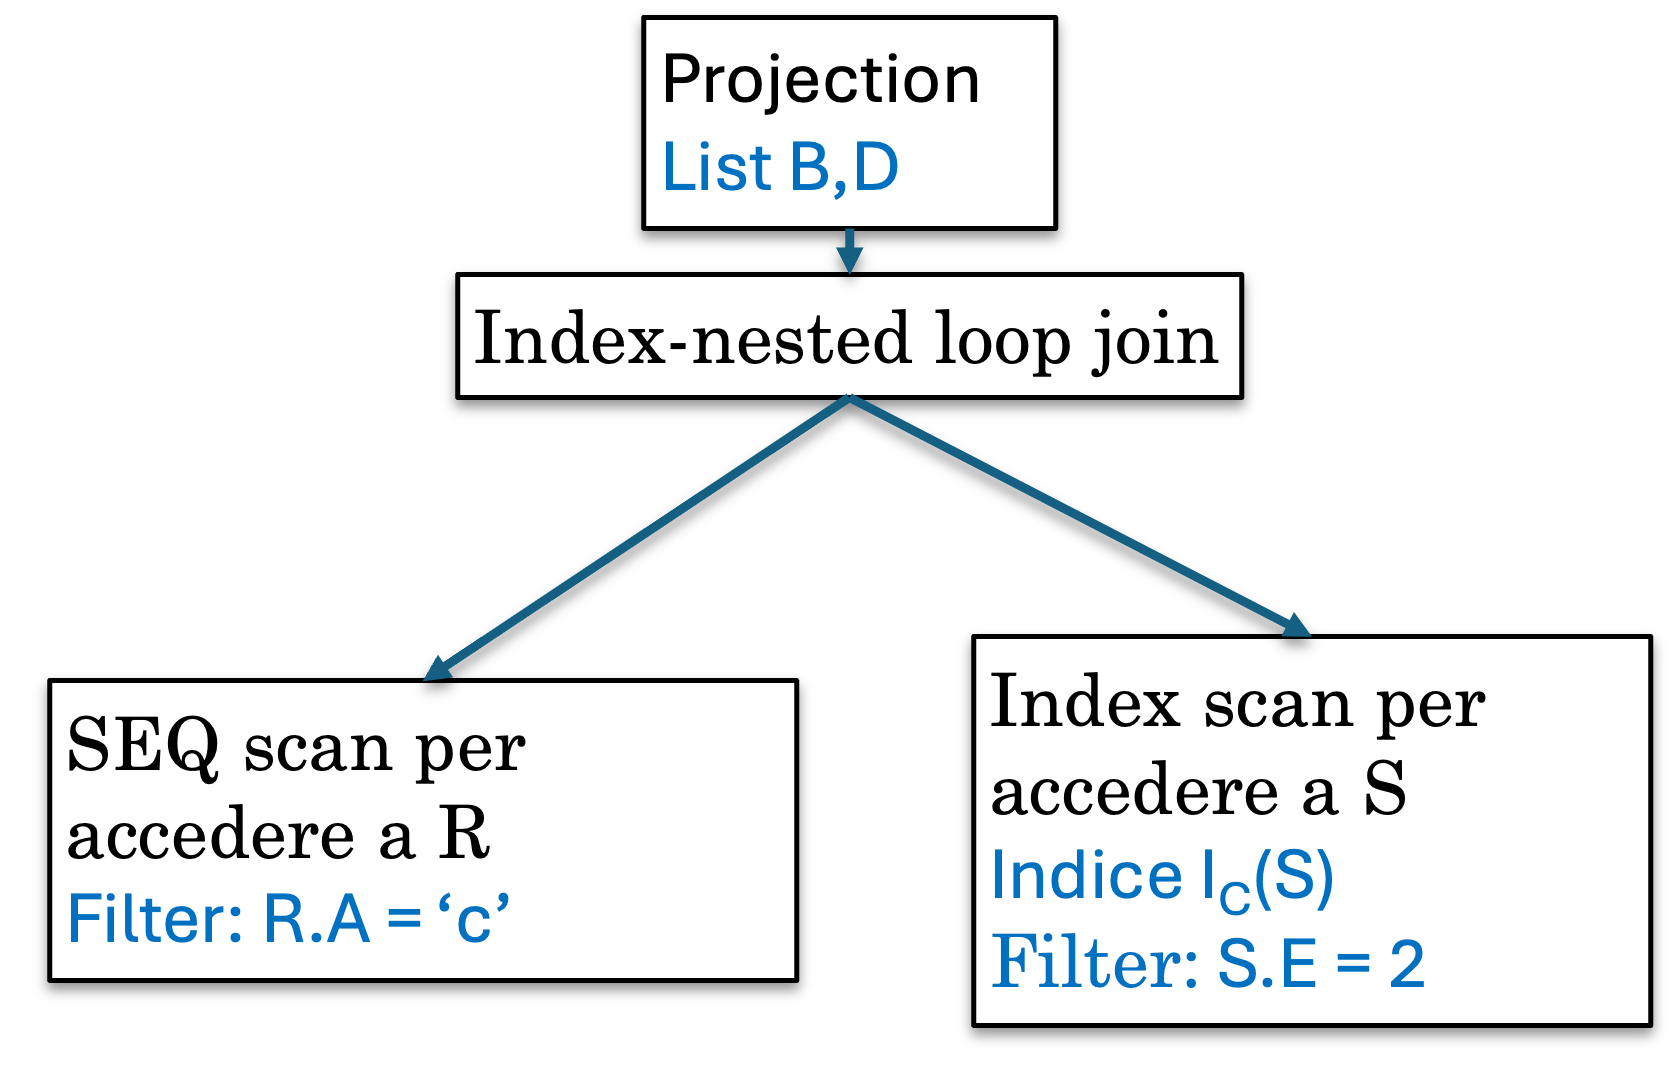 Projection
List B,D
Index-nested loop join
SEQ scan per
accedere a R
Filter: R.A = ‘c’
Index scan per
accedere a S
Indice I_C(S)
Filter: S.E = 2